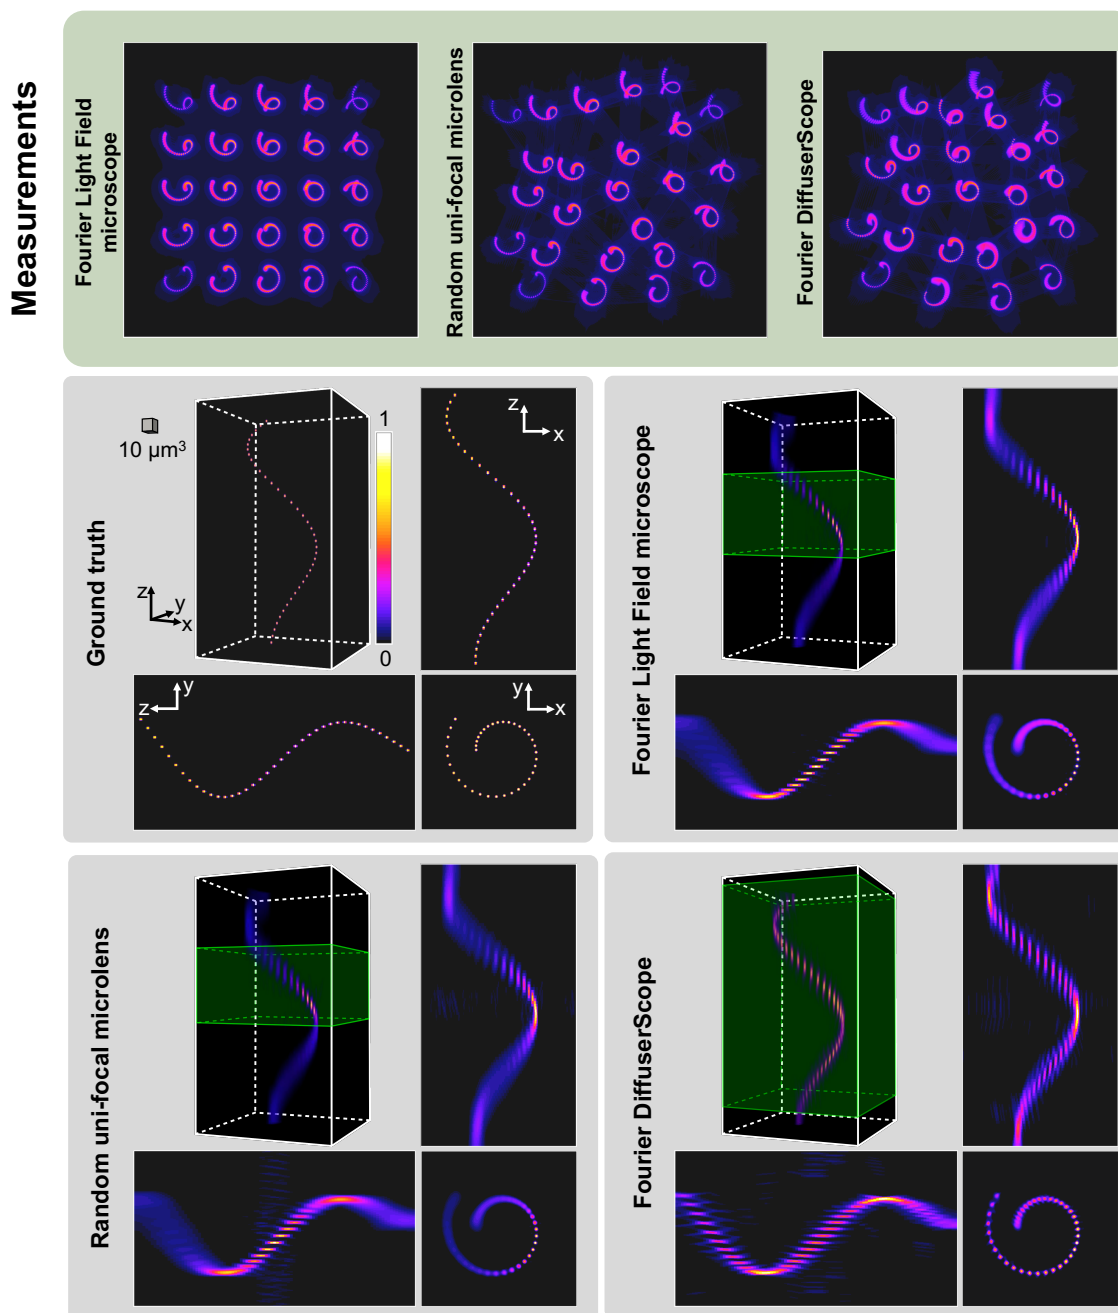 Measurements
Fourier Light Field
microscope
Random uni-focal microlens
Fourier DiffuserScope
Ground truth
10 µm³
1
0
z
y
x
z
x
z
y
y
x
Fourier Light Field microscope
Random uni-focal microlens
Fourier DiffuserScope